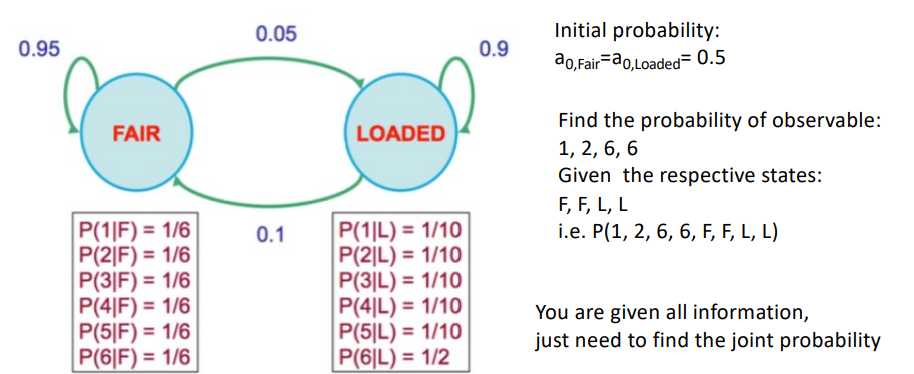 0.05
0.95
0.9
FAIR
LOADED
0.1
P(1|F) = 1/6
P(2|F) = 1/6
P(3|F) = 1/6
P(4|F) = 1/6
P(5|F) = 1/6
P(6|F) = 1/6
P(1|L) = 1/10
P(2|L) = 1/10
P(3|L) = 1/10
P(4|L) = 1/10
P(5|L) = 1/10
P(6|L) = 1/2
Initial probability:
a0,Fair=a0,Loaded= 0.5
Find the probability of observable:
1, 2, 6, 6
Given the respective states:
F, F, L, L
i.e. P(1, 2, 6, 6, F, F, L, L)
You are given all information,
just need to find the joint probability